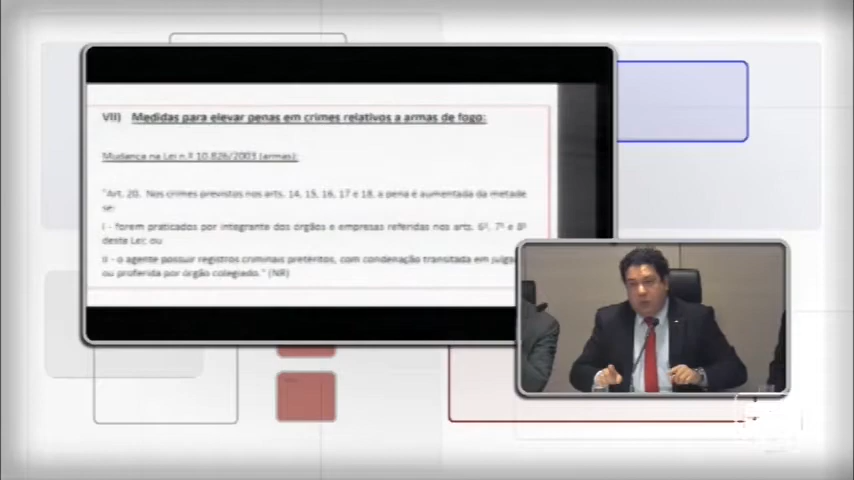 VII) Medidas para elevar penas em crimes relativos a armas de fogo:
Mudança na Lei n.º 10.826/2003 (armas):
"Art. 20. Nos crimes previstos nos arts. 14, 15, 16, 17 e 18, a pena é aumentada da metade
se:
I - forem praticados por integrante dos órgãos e empresas referidas nos arts. 6º, 7º e 8º
deste Lei; ou
II - o agente possuir registros criminais pretéritos, com condenação transitada em
ou proferida por órgão colegiado." (NR)